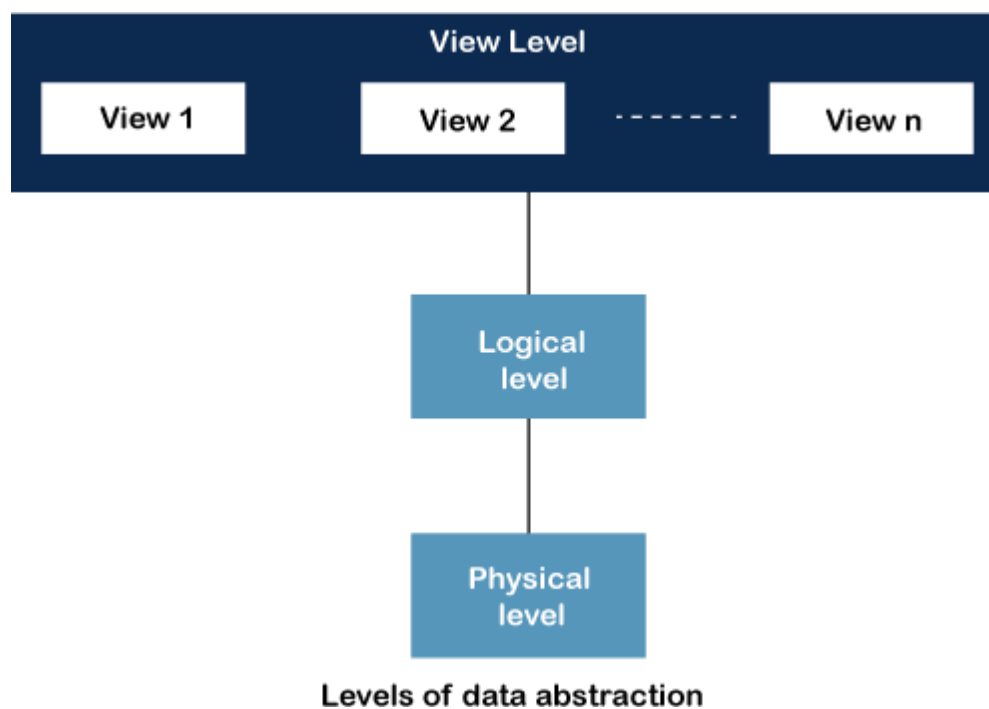 View Level
View 1
View 2
View n
Logical
level
Physical
level
Levels of data abstraction